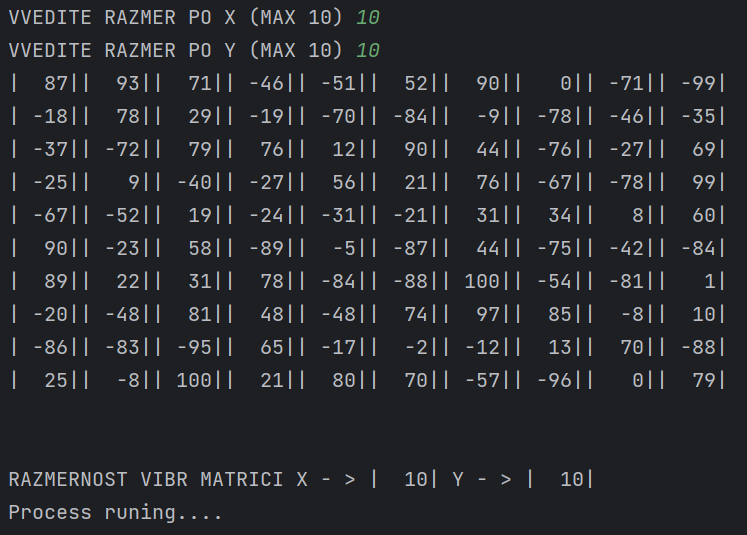 VVEDITE RAZMER PO X (MAX 10) 10
VVEDITE RAZMER PO Y (MAX 10) 10
|   87||   93||   71||  -46||  -51||   52||   90||    0||  -71||  -99|
|  -18||   78||   29||  -19||  -70||  -84||   -9||  -78||  -46||  -35|
|  -37||  -72||   79||   76||   12||   90||   44||  -76||  -27||   69|
|  -25||    9||  -40||  -27||   56||   21||   76||  -67||  -78||   99|
|  -67||  -52||   19||  -24||  -31||  -21||   31||   34||    8||   60|
|   90||  -23||   58||  -89||   -5||  -87||   44||  -75||  -42||  -84|
|   89||   22||   31||   78||  -84||  -88||  100||  -54||  -81||    1|
|  -20||  -48||   81||   48||  -48||   74||   97||   85||   -8||   10|
|  -86||  -83||  -95||   65||  -17||   -2||  -12||   13||   70||  -88|
|   25||   -8||  100||   21||   80||   70||  -57||  -96||    0||   79|
RAZMERNOST VIBR MATRICI X - > |   10| Y - > |   10|
Process runing....